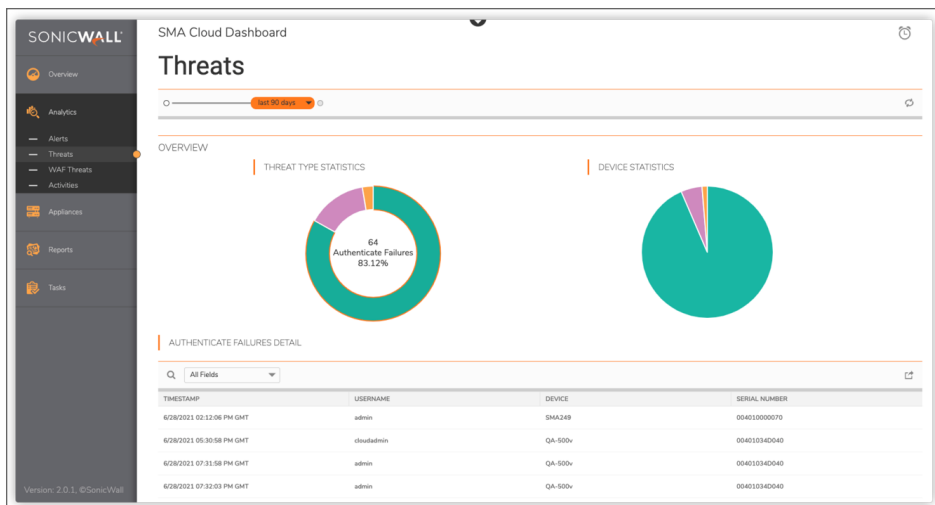 SONICWALL
SMA Cloud Dashboard
Overview
Threats
Analytics
last 90 days
Alerts
Threats
WAF Threats
Activities
Appliances
Reports
Tasks
OVERVIEW
THREAT TYPE STATISTICS
DEVICE STATISTICS
64
Authenticate Failures
83.12%
AUTHENTICATE FAILURES DETAIL
All Fields
TIMESTAMP USERNAME DEVICE SERIAL NUMBER
6/28/2021 02:12:06 PM GMT admin SMA249 004010000070
6/28/2021 05:30:58 PM GMT cloudadmin QA-500v 00401034D040
6/28/2021 07:31:58 PM GMT admin QA-500v 00401034D040
6/28/2021 07:32:03 PM GMT admin QA-500v 00401034D040
Version: 2.0.1, ©SonicWall